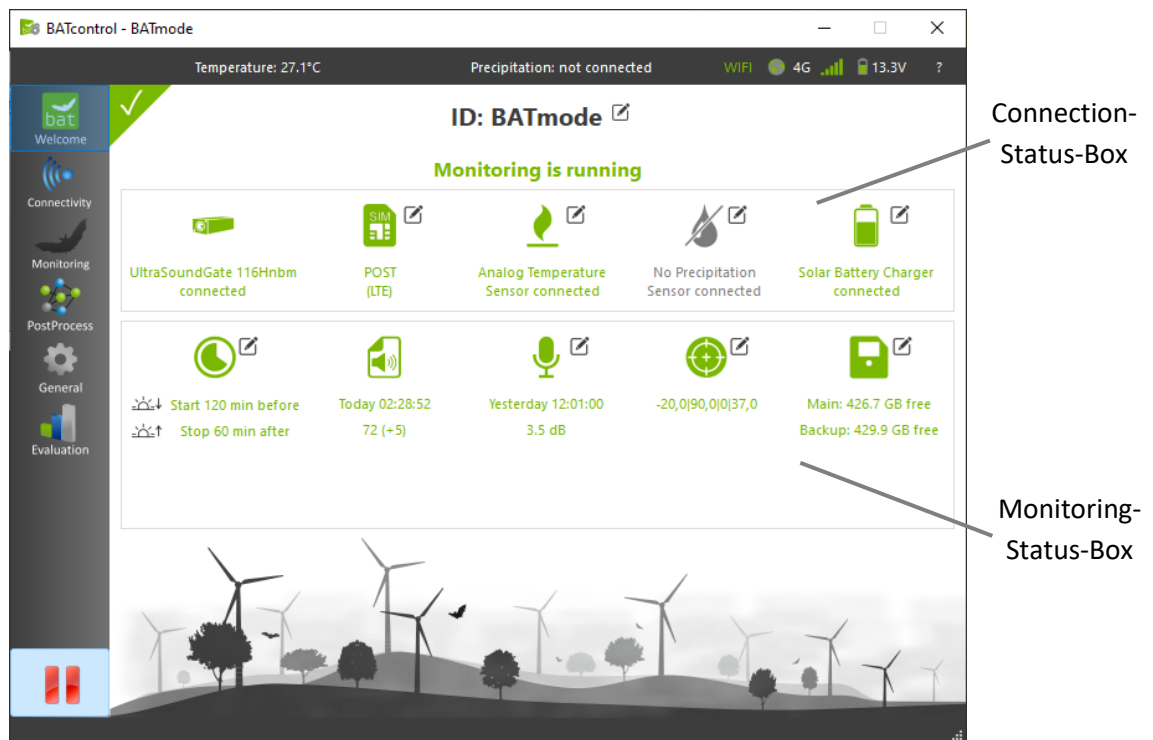 BATcontrol - BATmode
Temperature: 27.1°C
Precipitation: not connected
WIFI
4G
13.3V
?
bat
Welcome
Connectivity
Monitoring
PostProcess
General
Evaluation
ID: BATmode
Monitoring is running
UltraSoundGate 116Hnbm
connected
SIM
POST
(LTE)
Analog Temperature
Sensor connected
No Precipitation
Sensor connected
Solar Battery Charger
connected
Start 120 min before
Stop 60 min after
Today 02:28:52
72 (+5)
Yesterday 12:01:00
3.5 dB
-20,0|90,0|0|37,0
Main: 426.7 GB free
Backup: 429.9 GB free
Connection-
Status-Box
Monitoring-
Status-Box